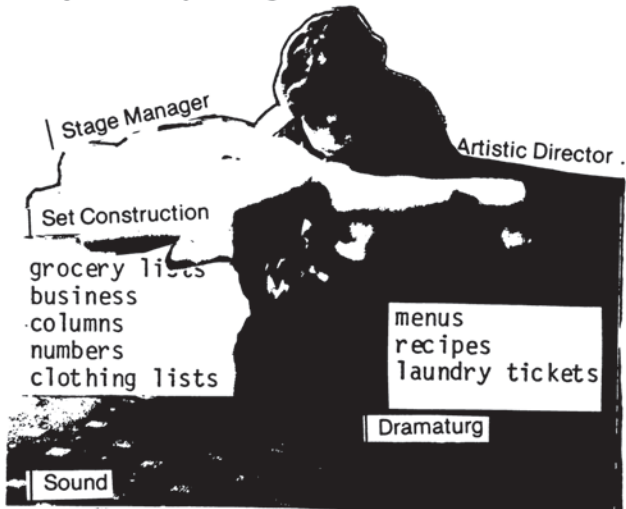 Stage Manager
Artistic Director
Set Construction
grocery lists
business
columns
numbers
clothing lists
menus
recipes
laundry tickets
Dramaturg
Sound